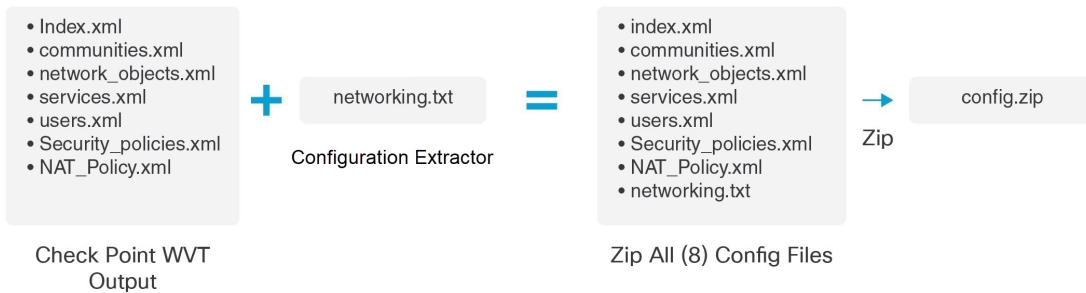 • Index.xml
• communities.xml
• network_objects.xml
• services.xml
• users.xml
• Security_policies.xml
• NAT_Policy.xml
Check Point WVT
Output
+
networking.txt
Configuration Extractor
=
• index.xml
• communities.xml
• network_objects.xml
• services.xml
• users.xml
• Security_policies.xml
• NAT_Policy.xml
• networking.txt
Zip All (8) Config Files
Zip
config.zip